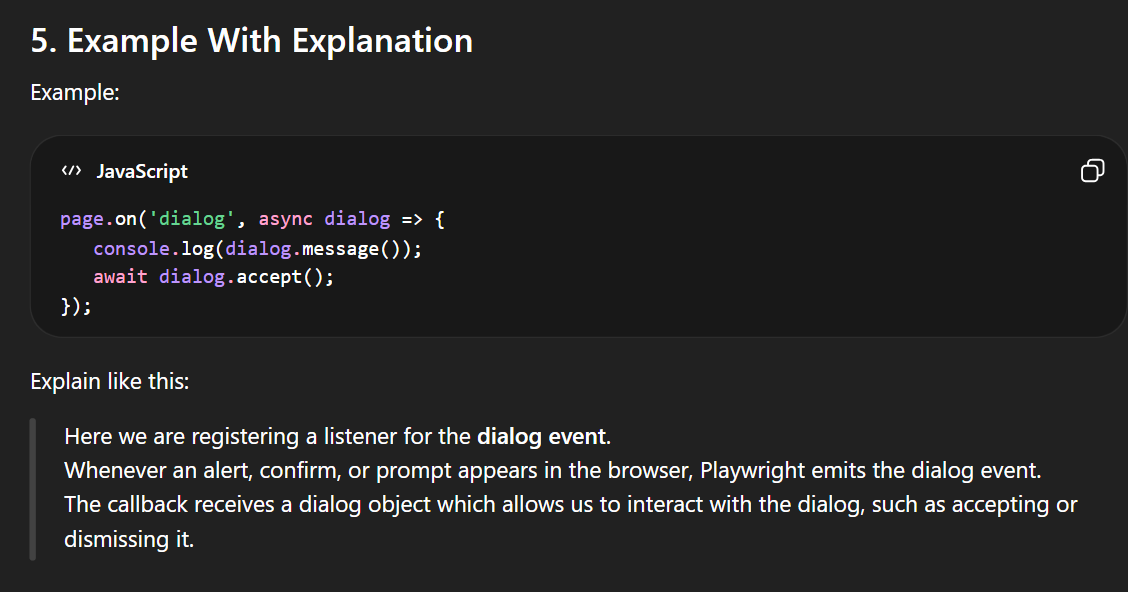 5. Example With Explanation
Example:
JavaScript
page.on('dialog', async dialog => {
   console.log(dialog.message());
   await dialog.accept();
});
Explain like this:
Here we are registering a listener for the dialog event.
Whenever an alert, confirm, or prompt appears in the browser, Playwright emits the dialog event.
The callback receives a dialog object which allows us to interact with the dialog, such as accepting or
dismissing it.